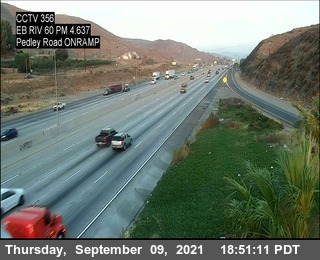 CCTV 356
EB RIV 60 PM 4.637
Pedley Road ONRAMP
Thursday, September 09, 2021 18:51:11 PDT